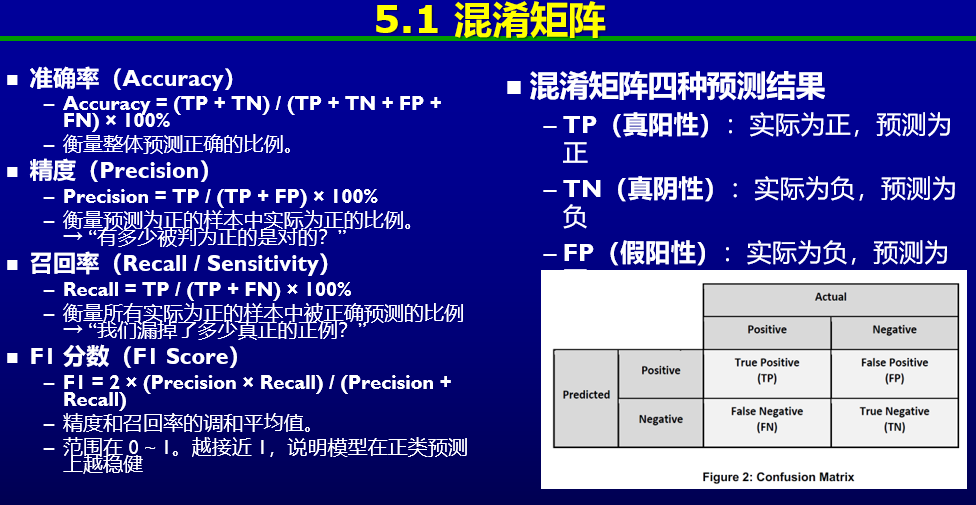 5.1 混淆矩阵
■ 准确率（Accuracy）
– Accuracy = (TP + TN) / (TP + TN + FP +
FN) × 100%
– 衡量整体预测正确的比例。
■ 精度（Precision）
– Precision = TP / (TP + FP) × 100%
– 衡量预测为正的样本中实际为正的比例。
→ “有多少被判为正的是对的？”
■ 召回率（Recall / Sensitivity）
– Recall = TP / (TP + FN) × 100%
– 衡量所有实际为正的样本中被正确预测的比例
→ “我们漏掉了多少真正的正例？”
■ F1 分数（F1 Score）
– F1 = 2 × (Precision × Recall) / (Precision +
Recall)
– 精度和召回率的调和平均值。
– 范围在 0 ~ 1。越接近 1，说明模型在正类预测
上越稳健
■ 混淆矩阵四种预测结果
– TP（真阳性）：实际为正，预测为
正
– TN（真阴性）：实际为负，预测为
负
– FP（假阳性）：实际为负，预测为
Actual
Positive
Negative
Predicted
Positive
True Positive
(TP)
False Positive
(FP)
Negative
False Negative
(FN)
True Negative
(TN)
Figure 2: Confusion Matrix